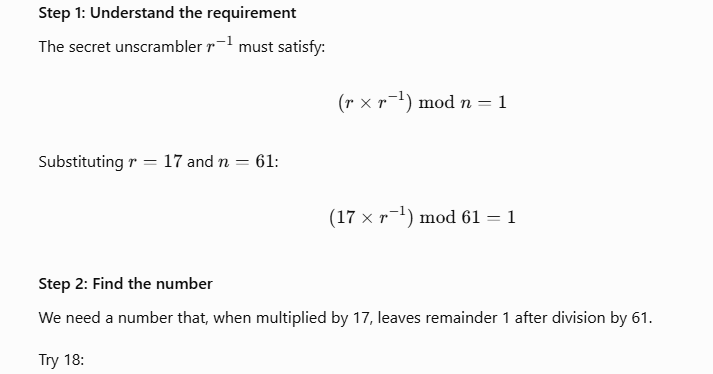 Step 1: Understand the requirement
The secret unscrambler r⁻¹ must satisfy:
(r × r⁻¹) mod n = 1
Substituting r = 17 and n = 61:
(17 × r⁻¹) mod 61 = 1
Step 2: Find the number
We need a number that, when multiplied by 17, leaves remainder 1 after division by 61.
Try 18: